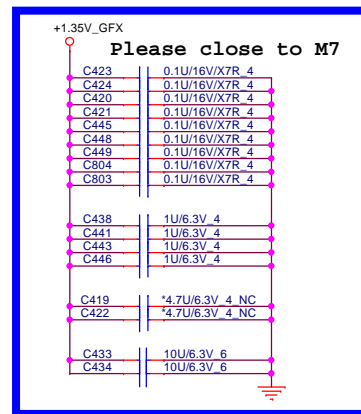 +1.35V_GFX
Please close to M7
C423 0.1U/16V/X7R_4
C424 0.1U/16V/X7R_4
C420 0.1U/16V/X7R_4
C421 0.1U/16V/X7R_4
C445 0.1U/16V/X7R_4
C448 0.1U/16V/X7R_4
C449 0.1U/16V/X7R_4
C804 0.1U/16V/X7R_4
C803 0.1U/16V/X7R_4
C438 1U/6.3V_4
C441 1U/6.3V_4
C443 1U/6.3V_4
C446 1U/6.3V_4
C419 *4.7U/6.3V_4_NC
C422 *4.7U/6.3V_4_NC
C433 10U/6.3V_6
C434 10U/6.3V_6